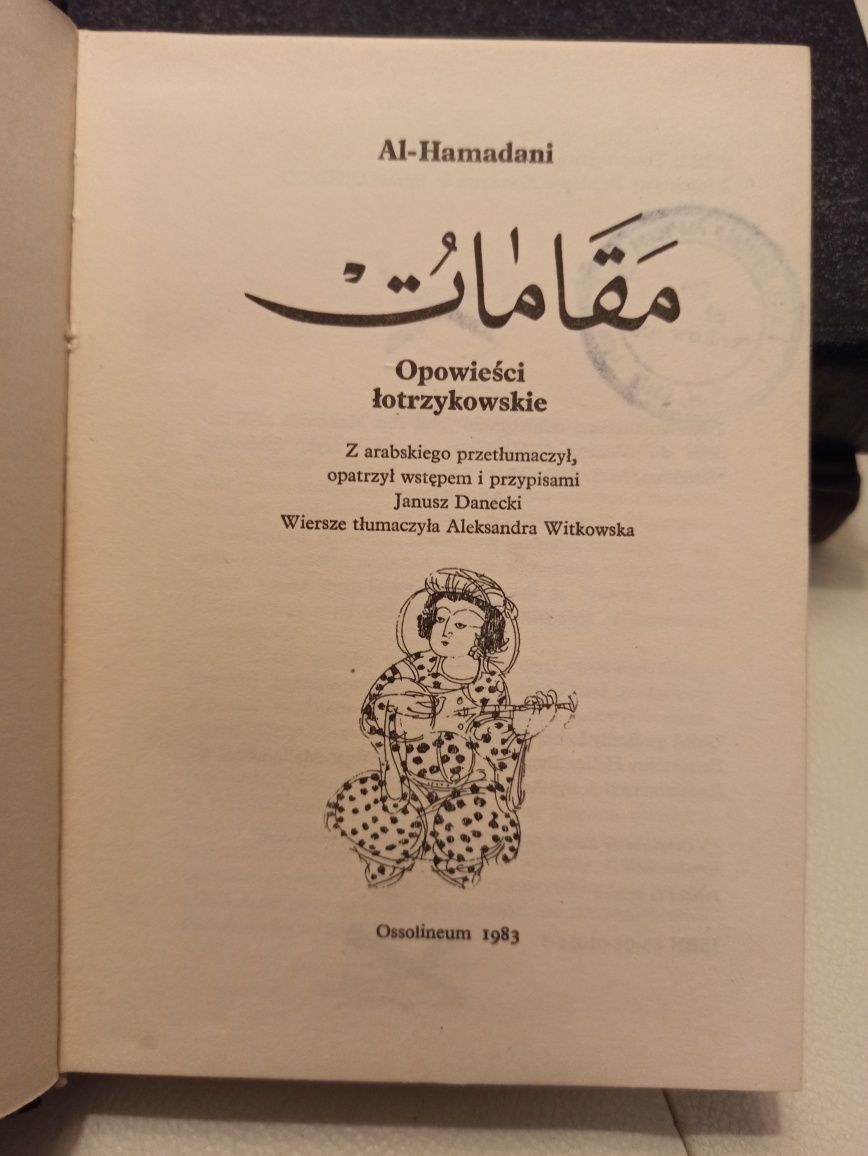 Al-Hamadani
مَقَامٰاتُ
Opowieści
łotrzykowskie
Z arabskiego przetłumaczył,
opatrzył wstępem i przypisami
Janusz Danecki
Wiersze tłumaczyła Aleksandra Witkowska
Ossolineum 1983